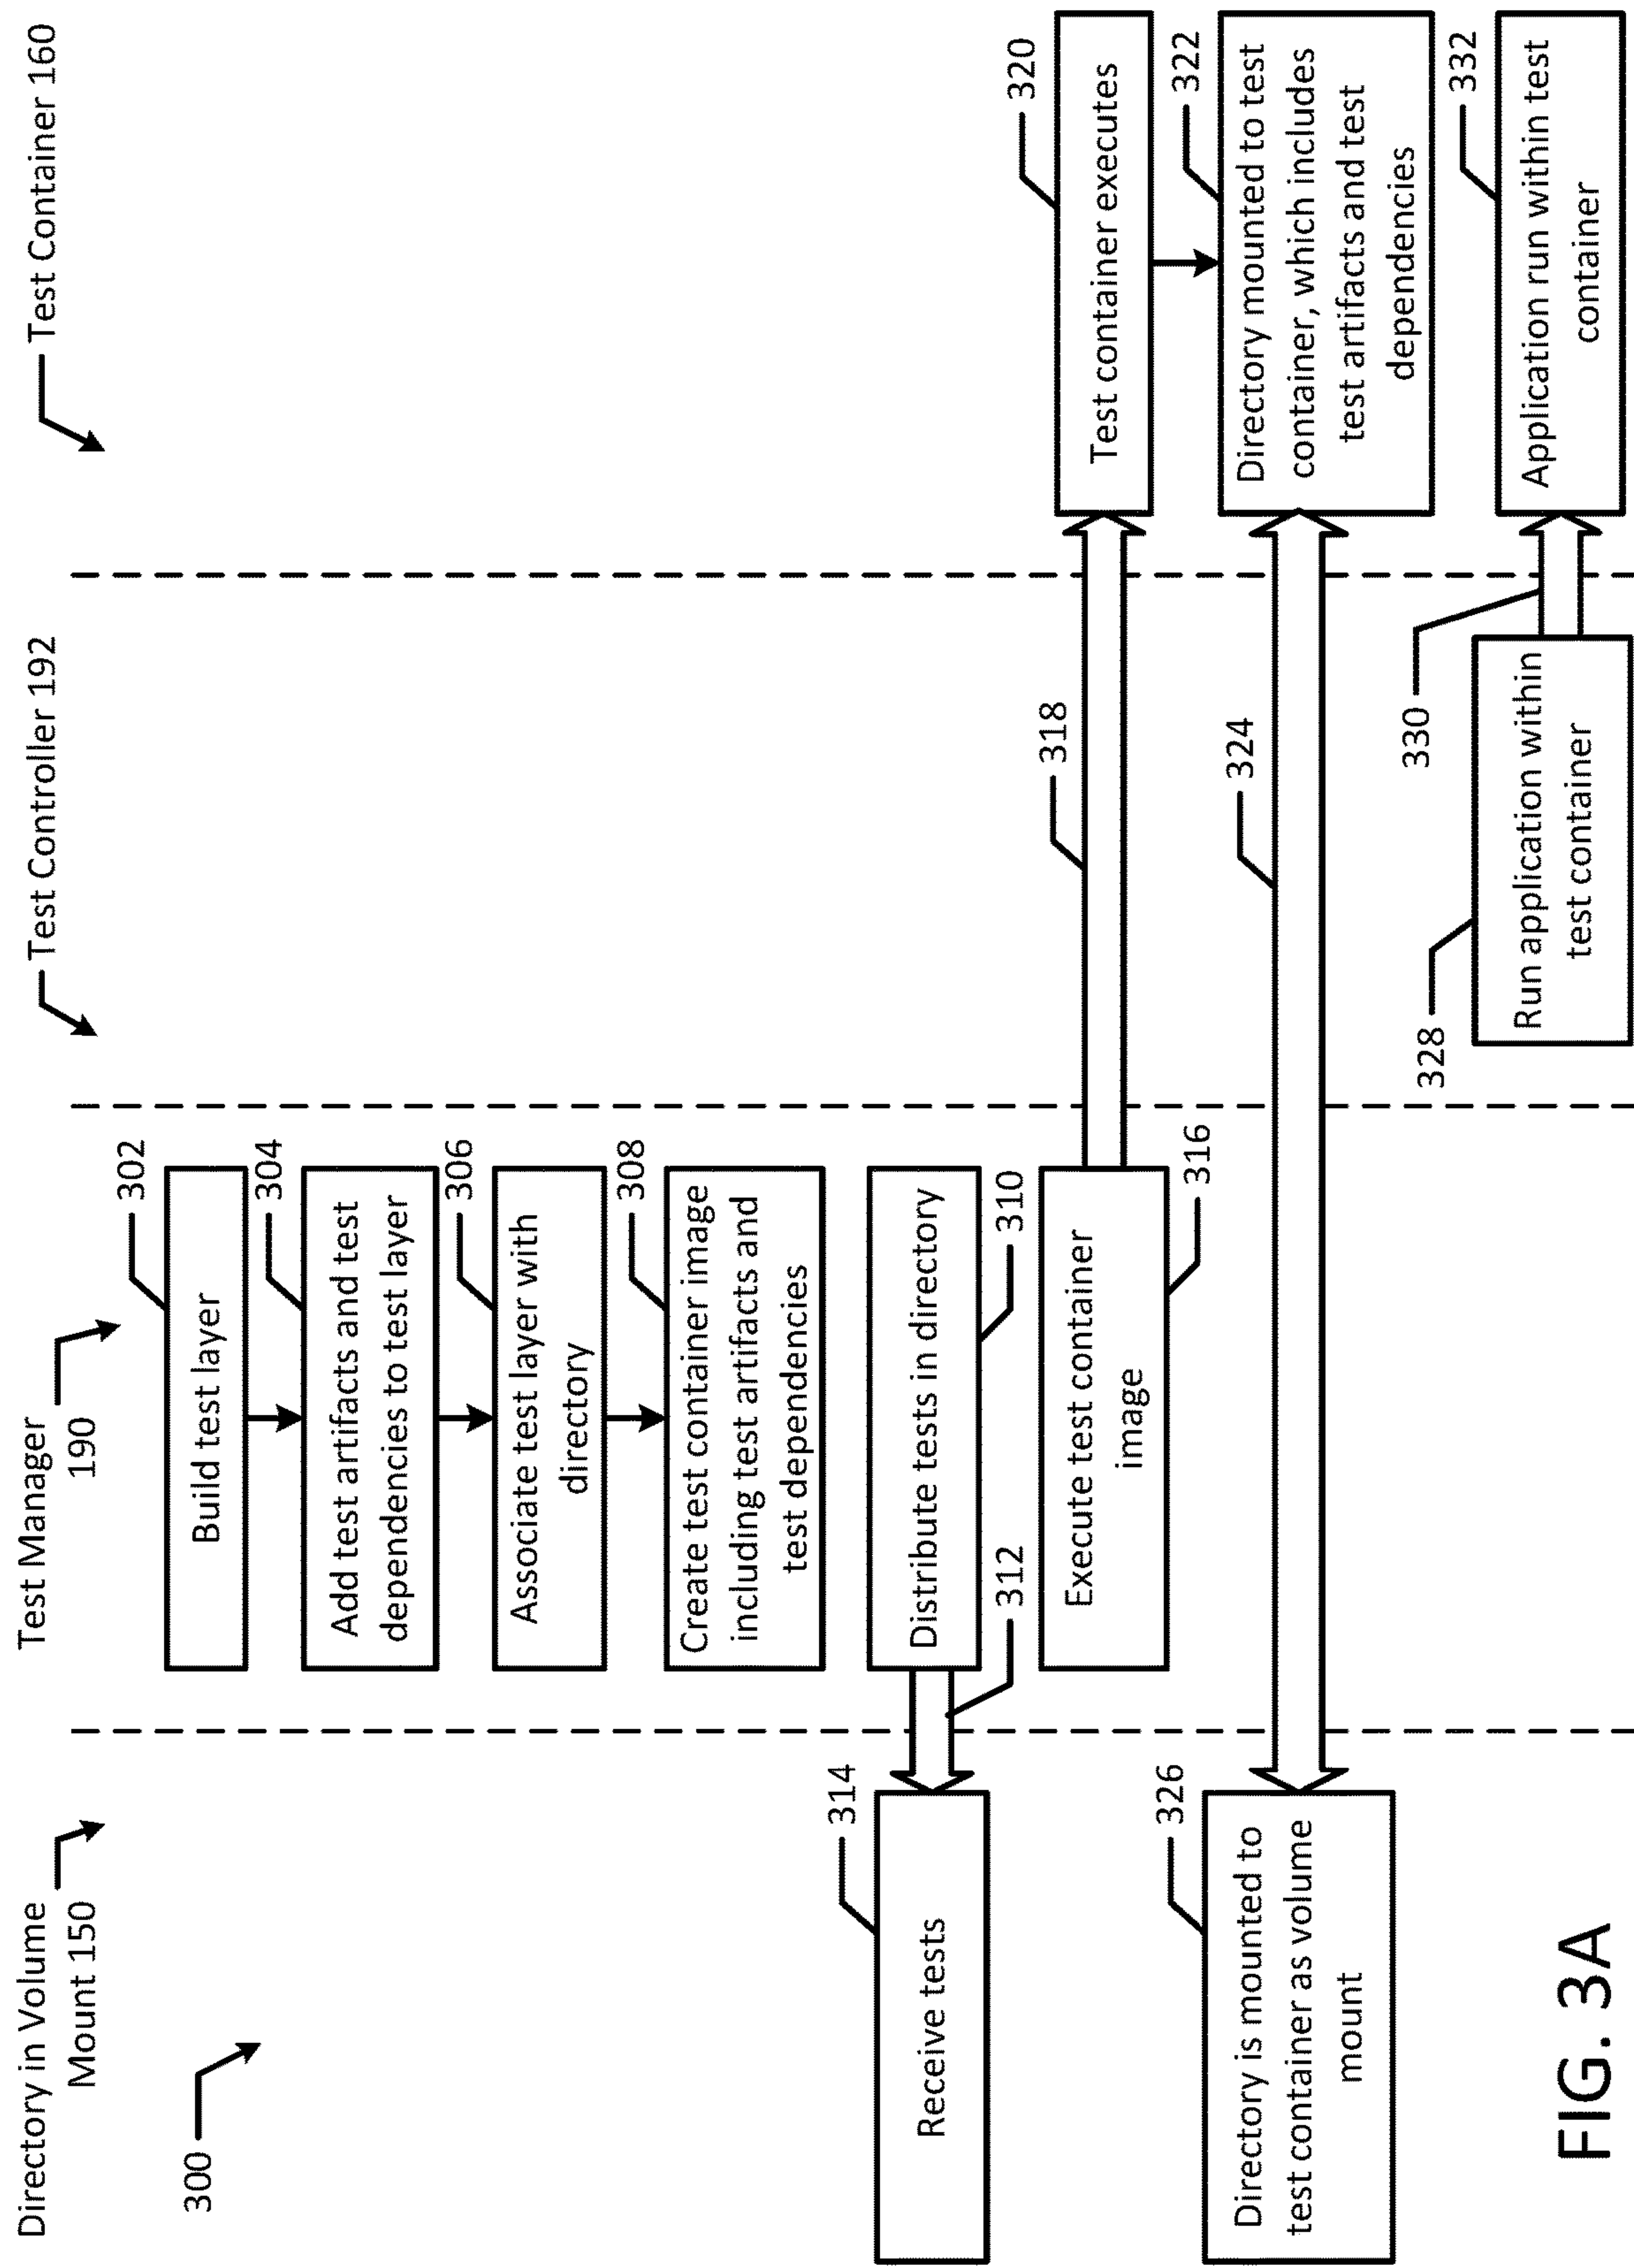 Directory in Volume
Mount 150
Test Manager
190
Test Controller 192
Test Container 160
300
302
Build test layer
304
Add test artifacts and test
dependencies to test layer
306
Associate test layer with
directory
308
Create test container image
including test artifacts and
test dependencies
314
Receive tests
312
Distribute tests in directory
310
Execute test container
image
316
318
320
Test container executes
322
Directory mounted to test
container, which includes
test artifacts and test
dependencies
324
326
Directory is mounted to
test container as volume
mount
328
Run application within
test container
330
332
Application run within test
container
FIG. 3A